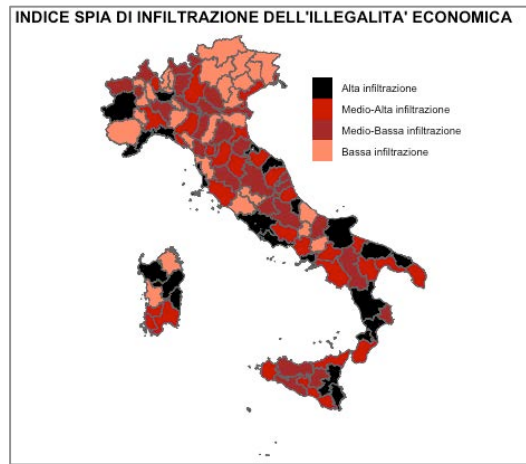 INDICE SPIA DI INFILTRAZIONE DELL'ILLEGALITA' ECONOMICA
Alta infiltrazione
Medio-Alta infiltrazione
Medio-Bassa infiltrazione
Bassa infiltrazione